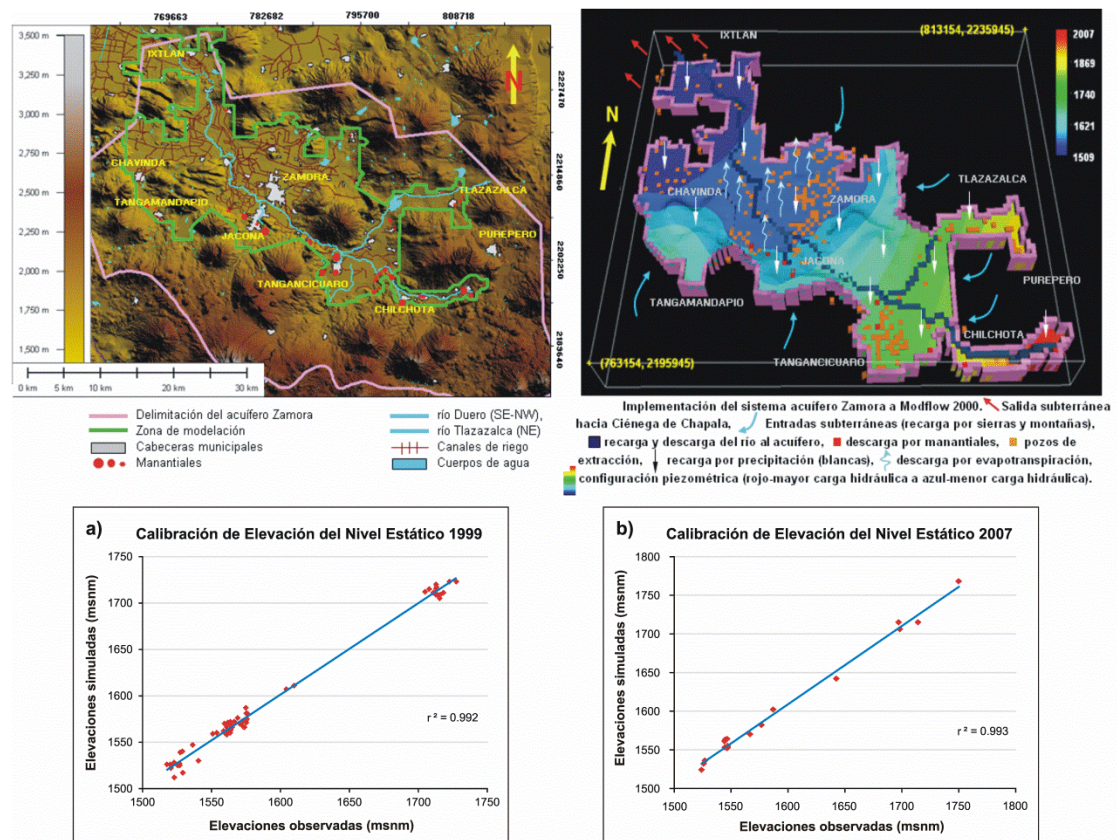 769663 782682 795700 808718
3,500 m
3,250 m
3,000 m
2,750 m
2,500 m
2,250 m
2,000 m
1,750 m
1,500 m
IXTLAN
N
2227470
2214860
2202250
2189640
CHAVINDA
ZAMORA
TLAZAZALCA
TANGAMANDAPIO
JACONA
PUREPERO
TANGANCICUARO
CHILCHOTA
0 km 5 km 10 km 20 km 30 km
Delimitación del acuífero Zamora
Zona de modelación
Cabeceras municipales
Manantiales
río Duero (SE-NW),
río Tlazazalca (NE)
Canales de riego
Cuerpos de agua
IXTLAN
(813154, 2235945)
2007
1869
1740
1621
1509
N
TLAZAZALCA
CHAVINDA
ZAMORA
JACONA
PUREPERO
TANGAMANDAPIO
CHILCHOTA
TANGANCICUARO
(763154, 2195945)
Implementación del sistema acuífero Zamora a Modflow 2000. Salida subterránea
hacia Ciénega de Chapala, Entradas subterráneas (recarga por sierras y montañas),
recarga y descarga del río al acuífero, descarga por manantiales, pozos de
extracción, recarga por precipitación (blancas), descarga por evapotranspiración,
configuración piezométrica (rojo-mayor carga hidráulica a azul-menor carga hidráulica).
a) Calibración de Elevación del Nivel Estático 1999
Elevaciones simuladas (msnm)
1750
1700
1650
1600
1550
1500
r² = 0.992
1500 1550 1600 1650 1700 1750
Elevaciones observadas (msnm)
b) Calibración de Elevación del Nivel Estático 2007
Elevaciones simuladas (msnm)
1800
1750
1700
1650
1600
1550
1500
r² = 0.993
1500 1550 1600 1650 1700 1750 1800
Elevaciones observadas (msnm)